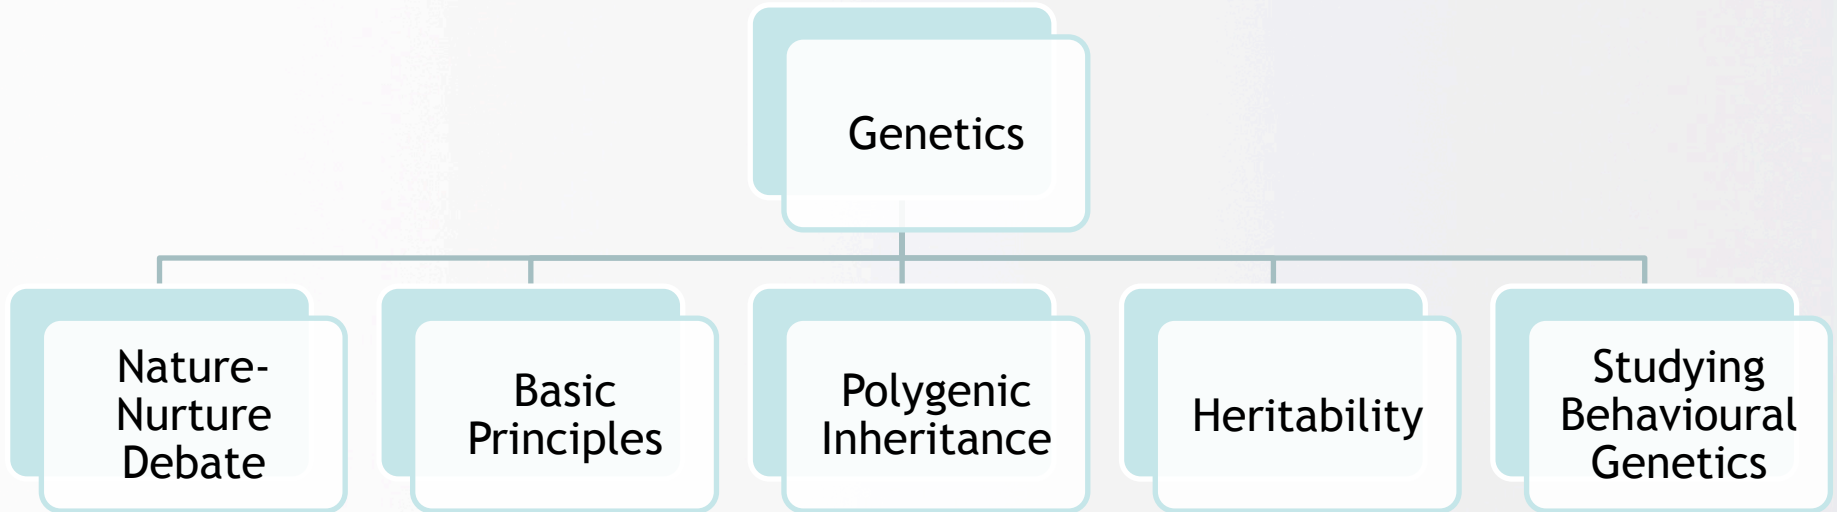 Genetics
Nature-
Nurture
Debate
Basic
Principles
Polygenic
Inheritance
Heritability
Studying
Behavioural
Genetics